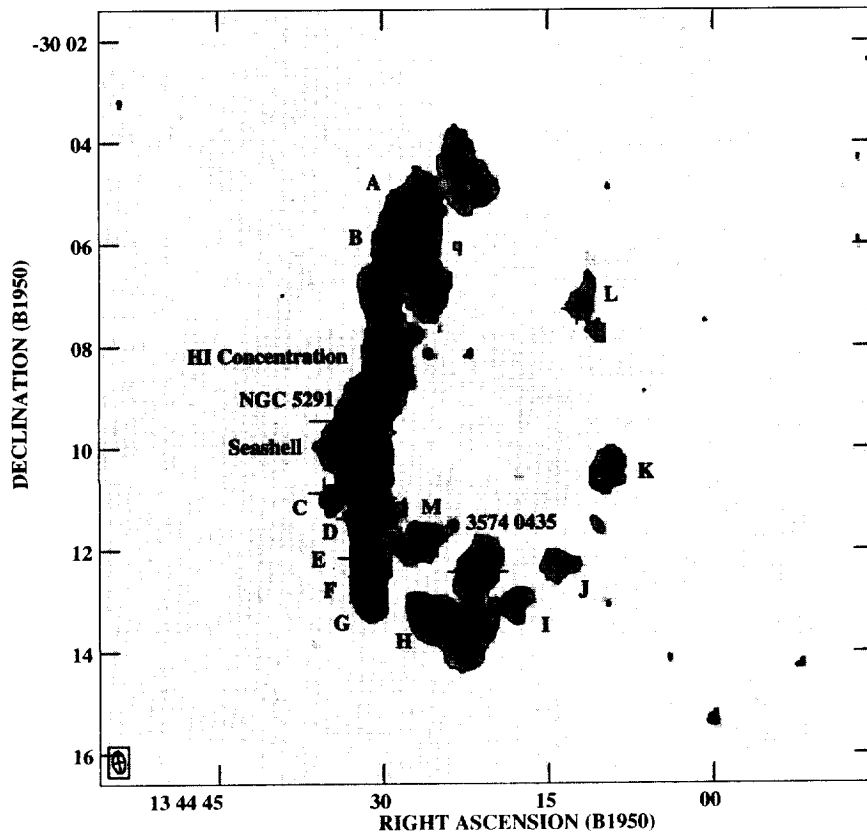 -30 02
04
A
B
06
L
HI Concentration
08
NGC 5291
DECLINATION (B1950)
Seashell
10
K
C
M
D
3574 0435
E
12
F
J
G
H
I
14
16
13 44 45
30
15
00
RIGHT ASCENSION (B1950)